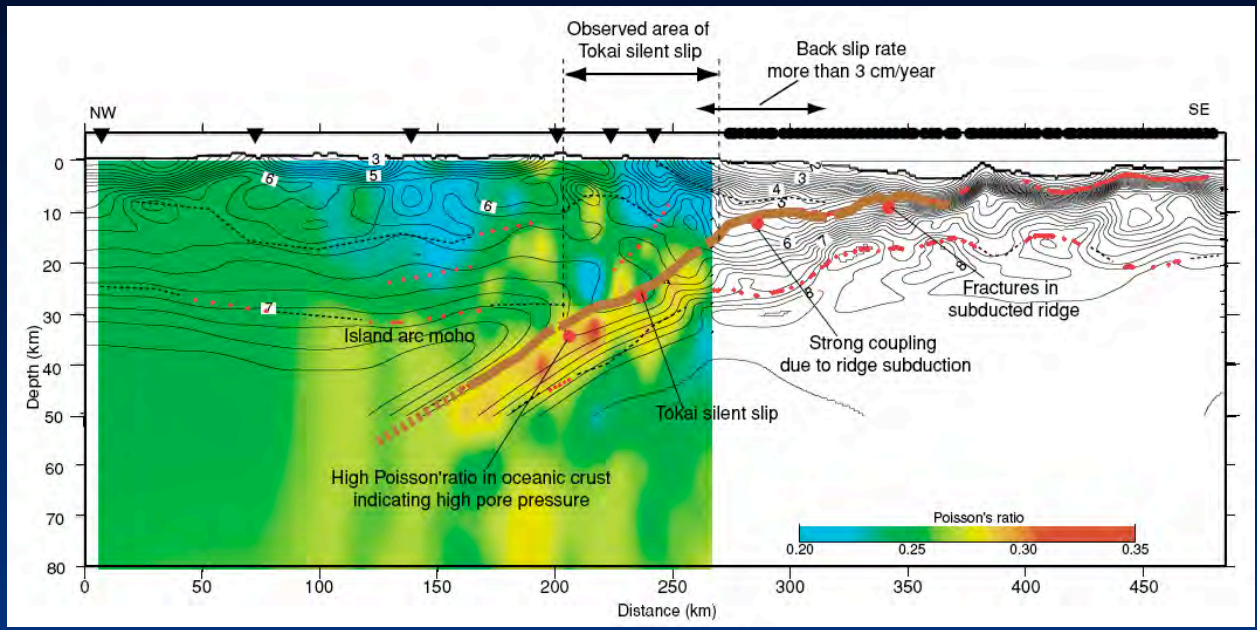 Observed area of
Tokai silent slip
Back slip rate
more than 3 cm/year
NW
SE
3
5
6
6
7
2
3
4
5
6
7
8
8
0
10
20
30
40
50
60
70
80
Depth (km)
Island arc moho
Fractures in
subducted ridge
Strong coupling
due to ridge subduction
Tokai silent slip
High Poisson'ratio in oceanic crust
indicating high pore pressure
Poisson's ratio
0.20 0.25 0.30 0.35
0 50 100 150 200 250 300 350 400 450
Distance (km)